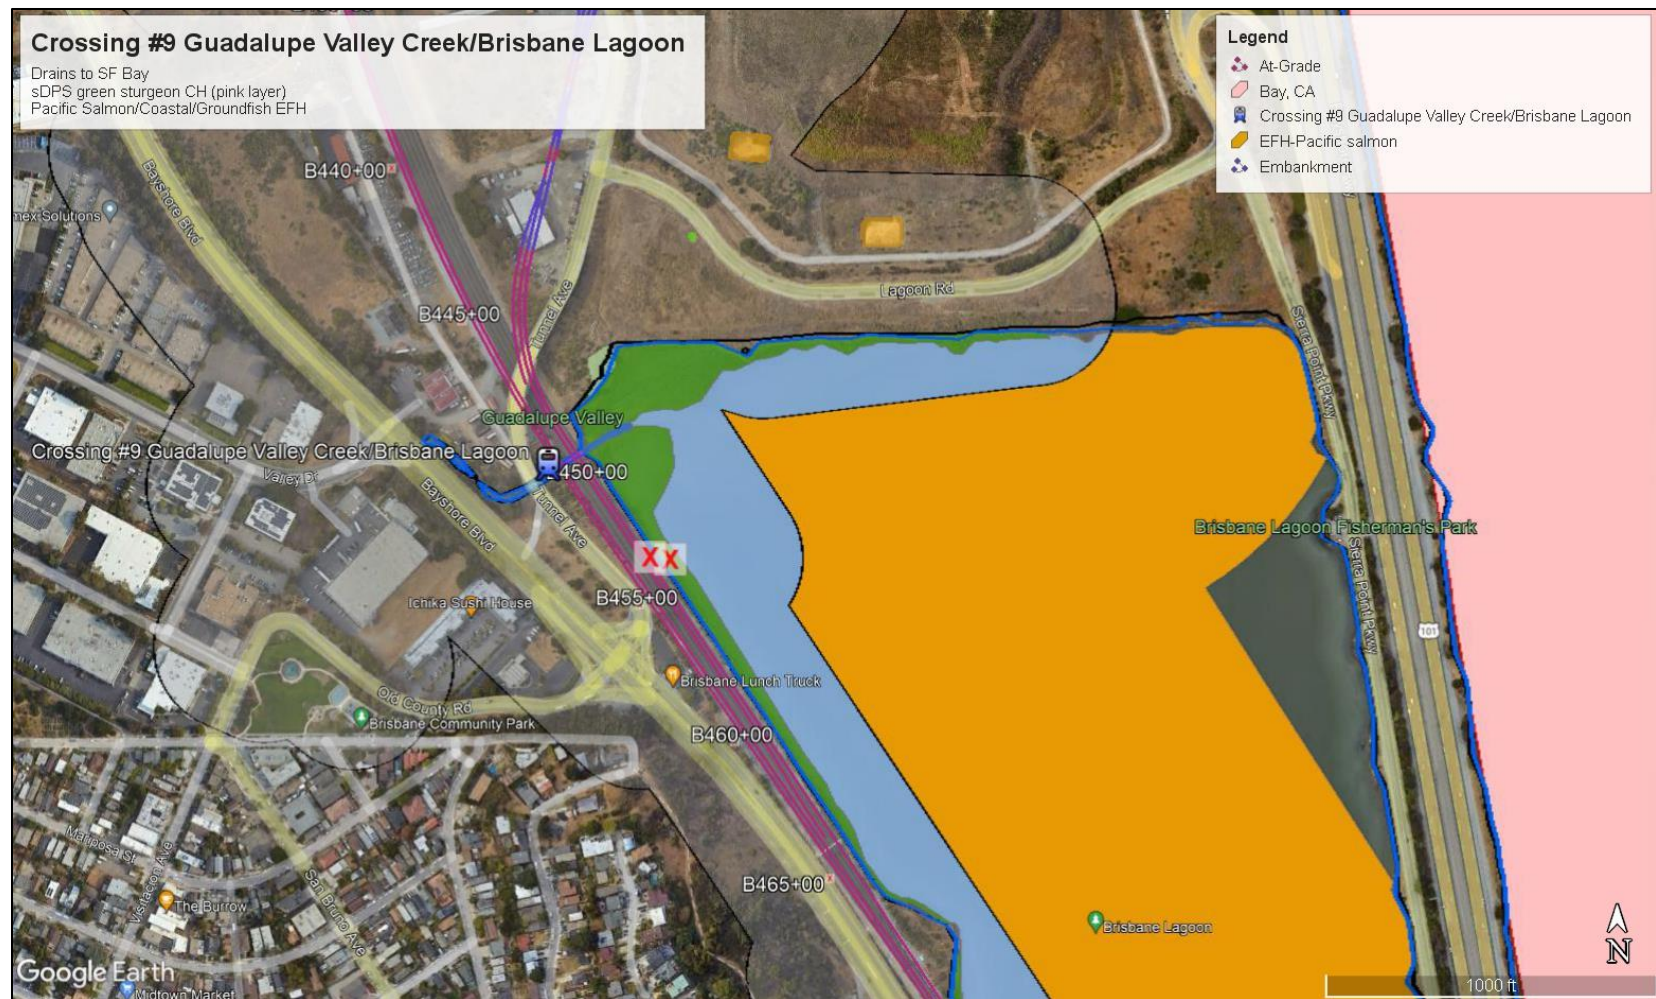 Crossing #9 Guadalupe Valley Creek/Brisbane Lagoon
Drains to SF Bay
sDPS green sturgeon CH (pink layer)
Pacific Salmon/Coastal/Groundfish EFH
Legend
At-Grade
Bay, CA
Crossing #9 Guadalupe Valley Creek/Brisbane Lagoon
EFH-Pacific salmon
Embankment
B440+00
Bayshore Blvd
mex Solutions
Lagoon Rd
Tunnel Ave
B445+00
Sierra Point Pkwy
Guadalupe Valley
Crossing #9 Guadalupe Valley Creek/Brisbane Lagoon
450+00
Valley Dr
Bayshore Blvd
Tunnel Ave
Brisbane Lagoon Fisherman's Park
Sierra Point Pkwy
X X
B455+00
Ichika Sushi House
101
Brisbane Lunch Truck
Old County Rd
Brisbane Community Park
B460+00
Mariposa St
Visitacion Ave
San Bruno Ave
B465+00
The Burrow
Brisbane Lagoon
N
Google Earth
1000 ft
Midtown Market